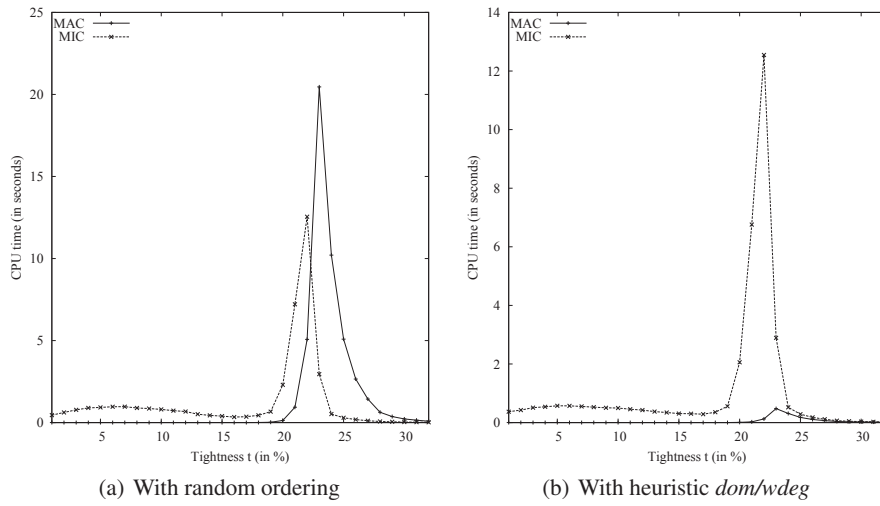 MAC
MIC
25
20
15
10
5
0
CPU time (in seconds)
5 10 15 20 25 30
Tightness t (in %)
(a) With random ordering
MAC
MIC
14
12
10
8
6
4
2
0
CPU time (in seconds)
5 10 15 20 25 30
Tightness t (in %)
(b) With heuristic dom/wdeg